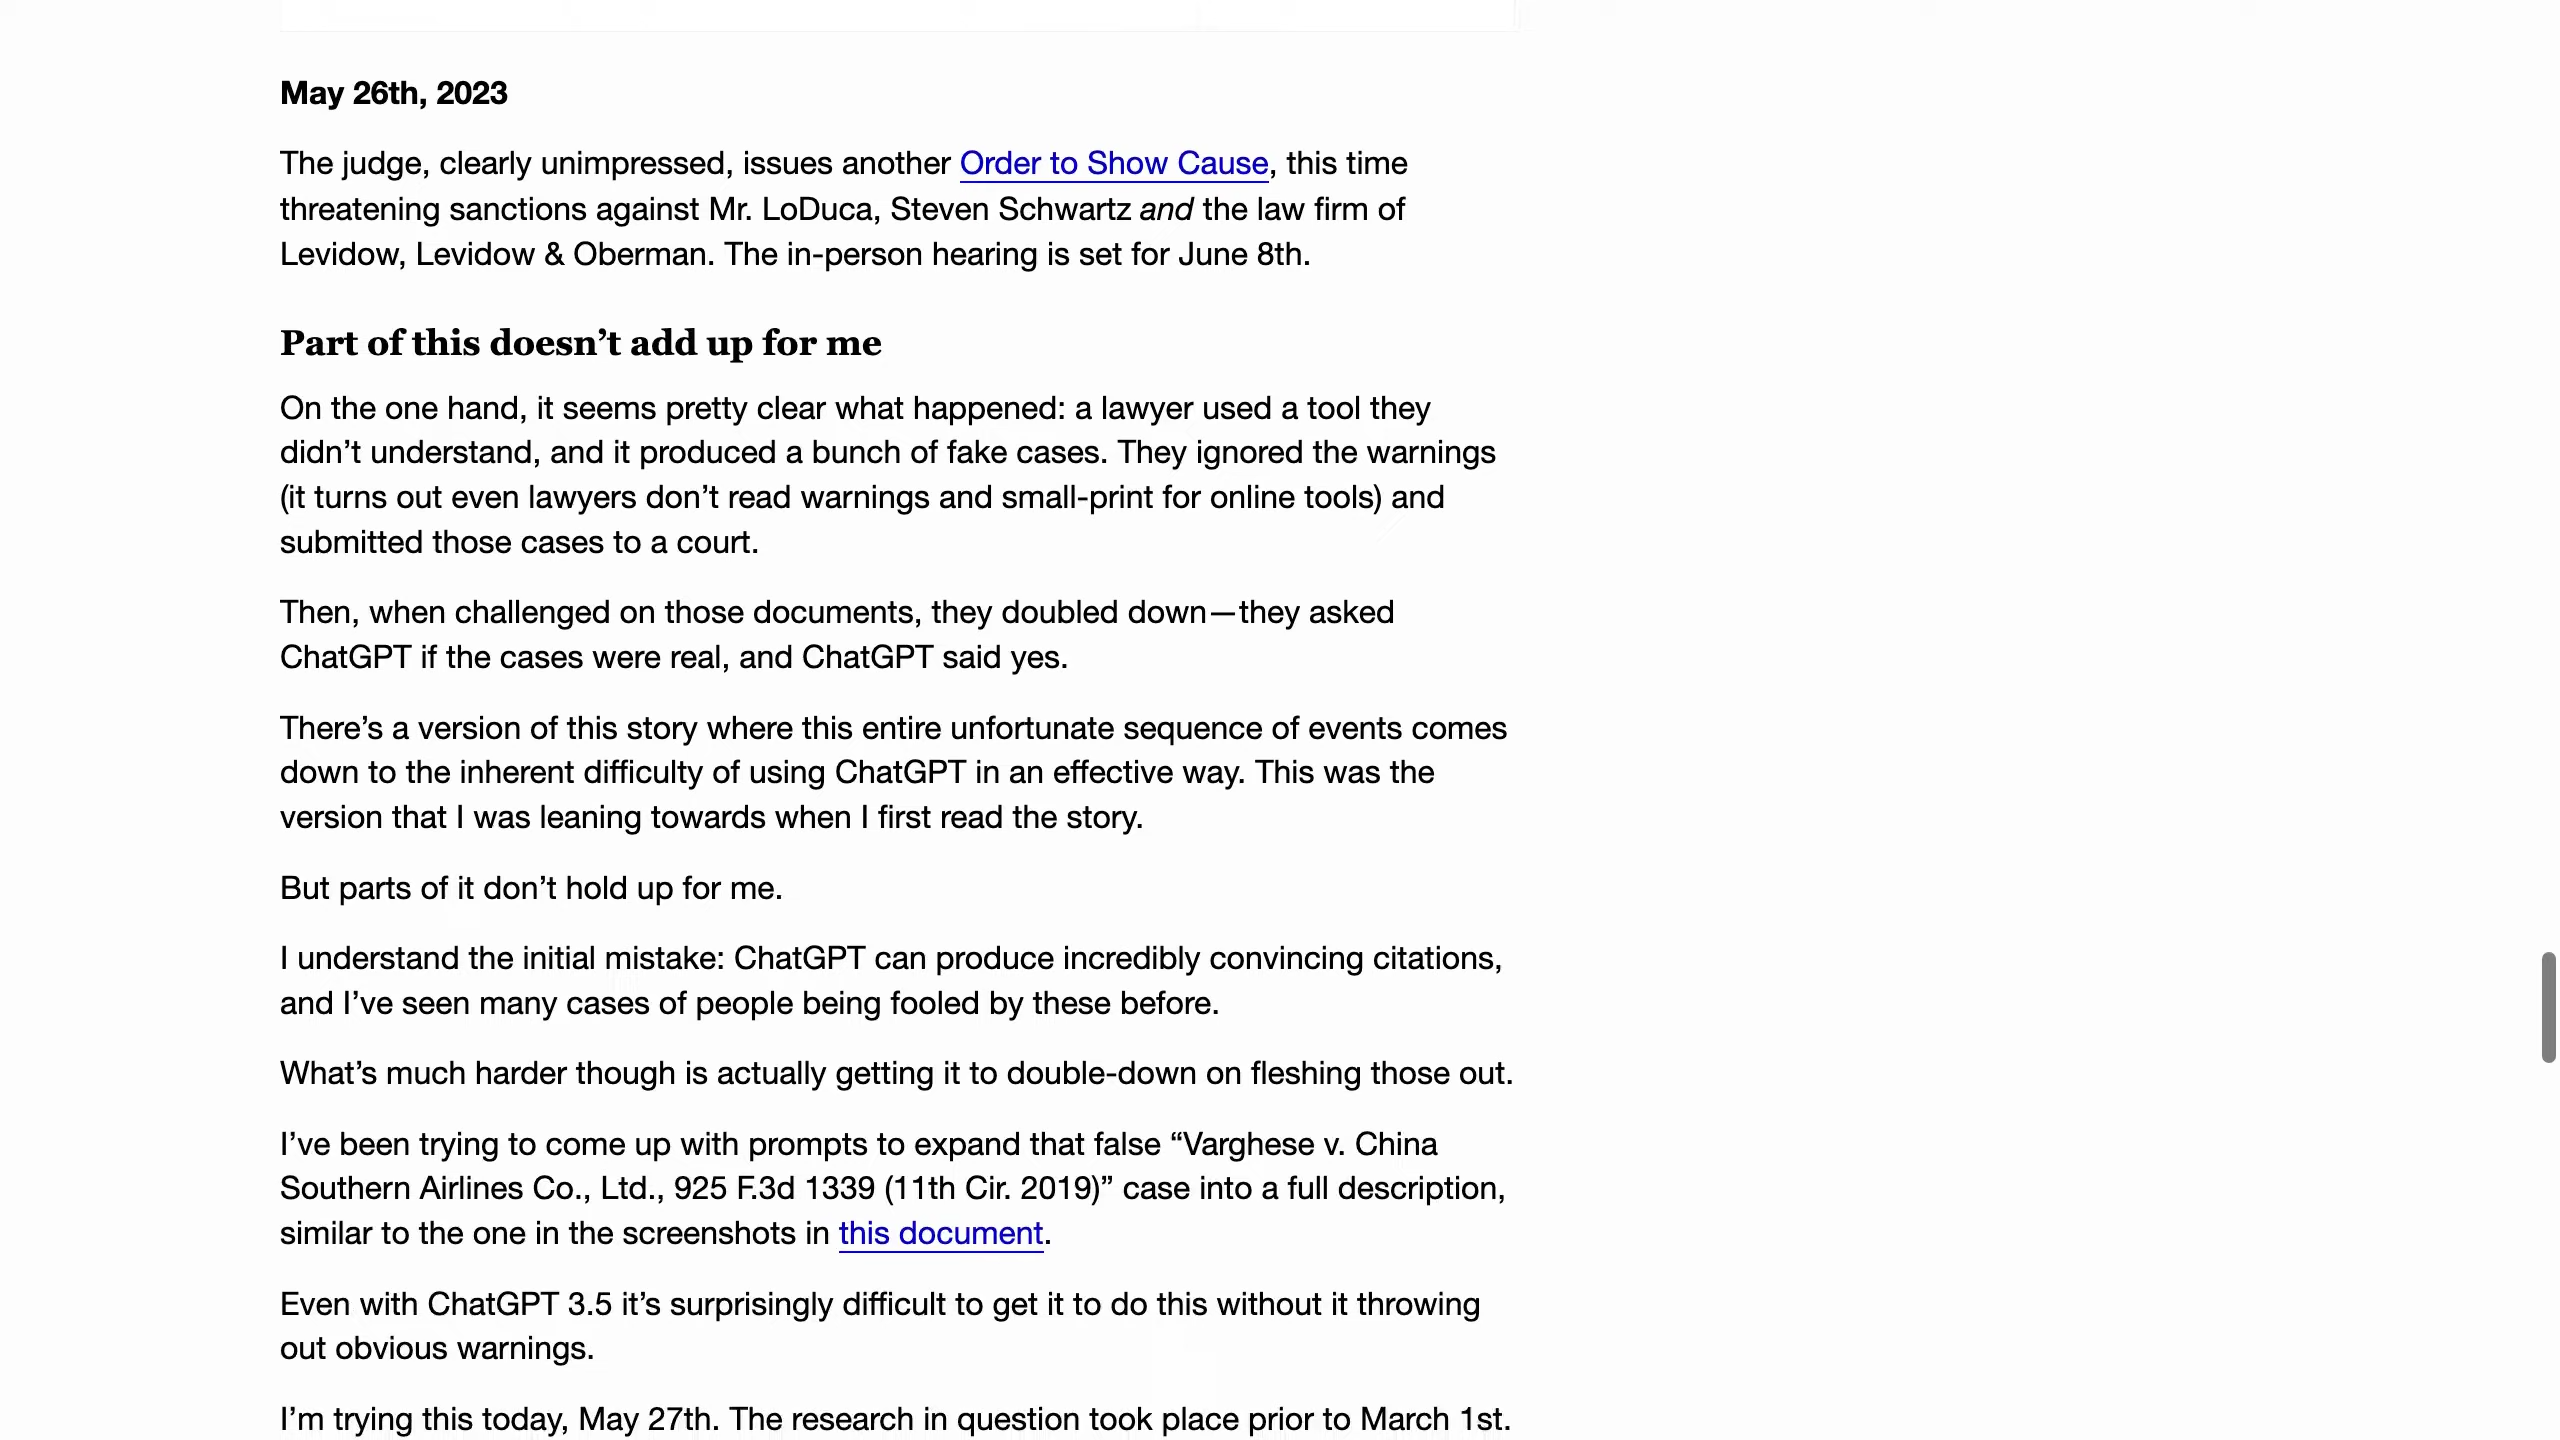 May 26th, 2023
The judge, clearly unimpressed, issues another Order to Show Cause, this time
threatening sanctions against Mr. LoDuca, Steven Schwartz and the law firm of
Levidow, Levidow & Oberman. The in-person hearing is set for June 8th.
Part of this doesn’t add up for me
On the one hand, it seems pretty clear what happened: a lawyer used a tool they
didn’t understand, and it produced a bunch of fake cases. They ignored the warnings
(it turns out even lawyers don’t read warnings and small-print for online tools) and
submitted those cases to a court.
Then, when challenged on those documents, they doubled down—they asked
ChatGPT if the cases were real, and ChatGPT said yes.
There’s a version of this story where this entire unfortunate sequence of events comes
down to the inherent difficulty of using ChatGPT in an effective way. This was the
version that I was leaning towards when I first read the story.
But parts of it don’t hold up for me.
I understand the initial mistake: ChatGPT can produce incredibly convincing citations,
and I’ve seen many cases of people being fooled by these before.
What’s much harder though is actually getting it to double-down on fleshing those out.
I’ve been trying to come up with prompts to expand that false “Varghese v. China
Southern Airlines Co., Ltd., 925 F.3d 1339 (11th Cir. 2019)” case into a full description,
similar to the one in the screenshots in this document.
Even with ChatGPT 3.5 it’s surprisingly difficult to get it to do this without it throwing
out obvious warnings.
I’m trying this today, May 27th. The research in question took place prior to March 1st.